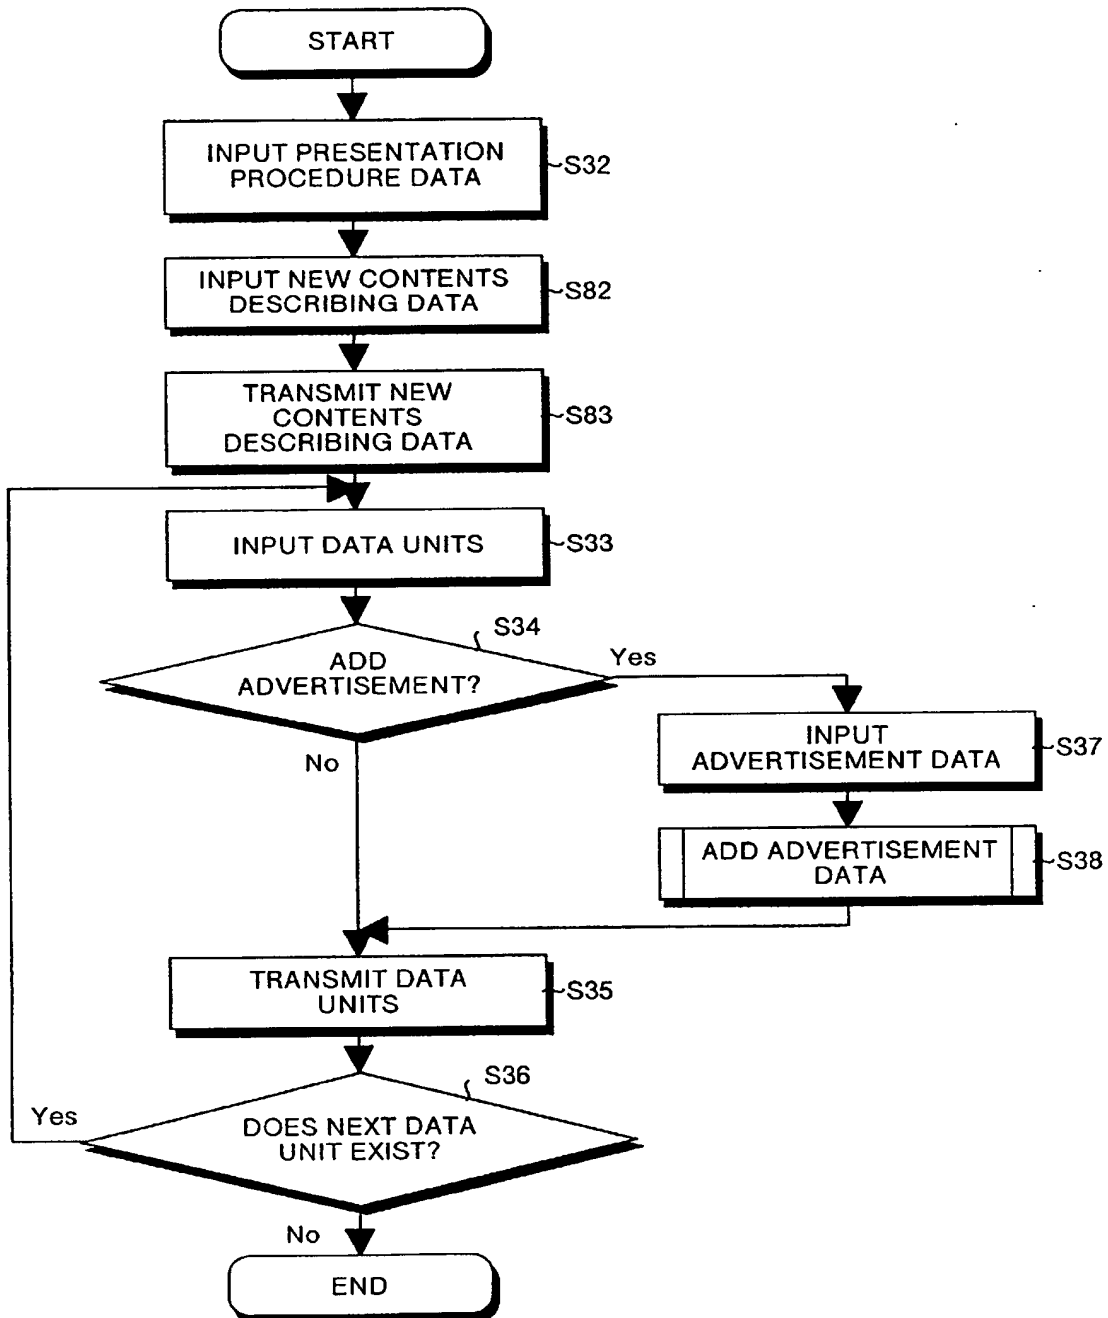 START
INPUT PRESENTATION
PROCEDURE DATA
S32
INPUT NEW CONTENTS
DESCRIBING DATA
S82
TRANSMIT NEW
CONTENTS
DESCRIBING DATA
S83
INPUT DATA UNITS
S33
S34
ADD
ADVERTISEMENT?
Yes
No
INPUT
ADVERTISEMENT DATA
S37
ADD ADVERTISEMENT
DATA
S38
TRANSMIT DATA
UNITS
S35
S36
DOES NEXT DATA
UNIT EXIST?
Yes
No
END